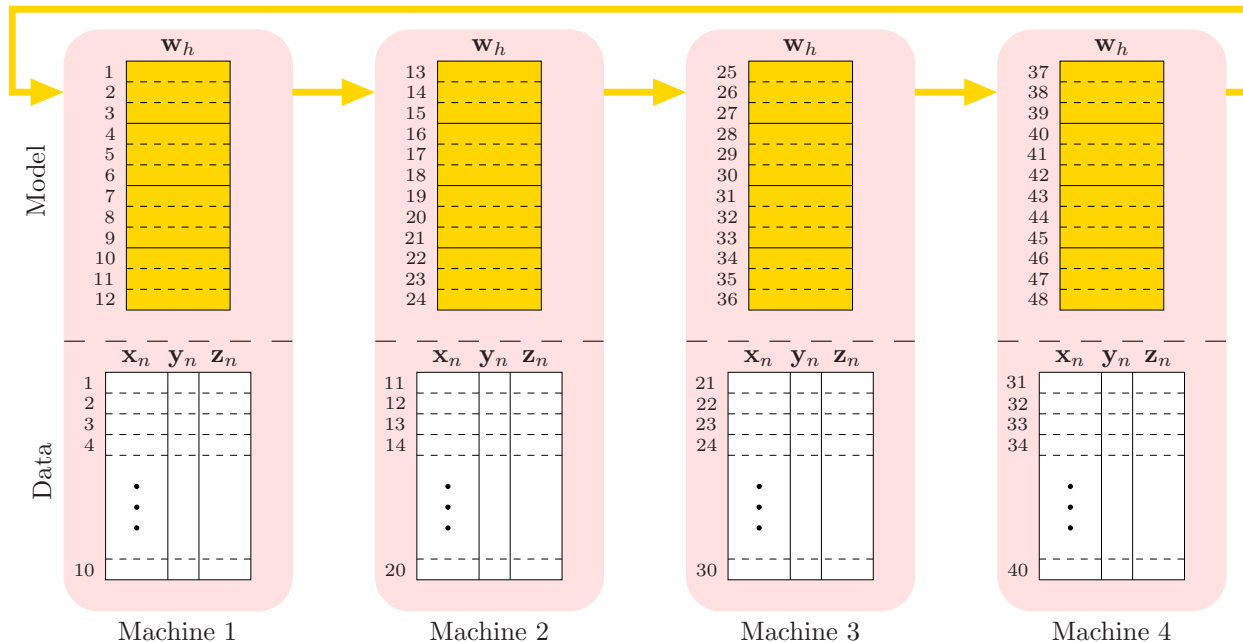 w_h w_h w_h w_h
1 13 25 37
2 14 26 38
3 15 27 39
4 16 28 40
5 17 29 41
6 18 30 42
7 19 31 43
8 20 32 44
9 21 33 45
10 22 34 46
11 23 35 47
12 24 36 48
Model
x_n y_n z_n x_n y_n z_n x_n y_n z_n x_n y_n z_n
1 11 21 31
2 12 22 32
3 13 23 33
4 14 24 34
10 20 30 40
Data
Machine 1 Machine 2 Machine 3 Machine 4